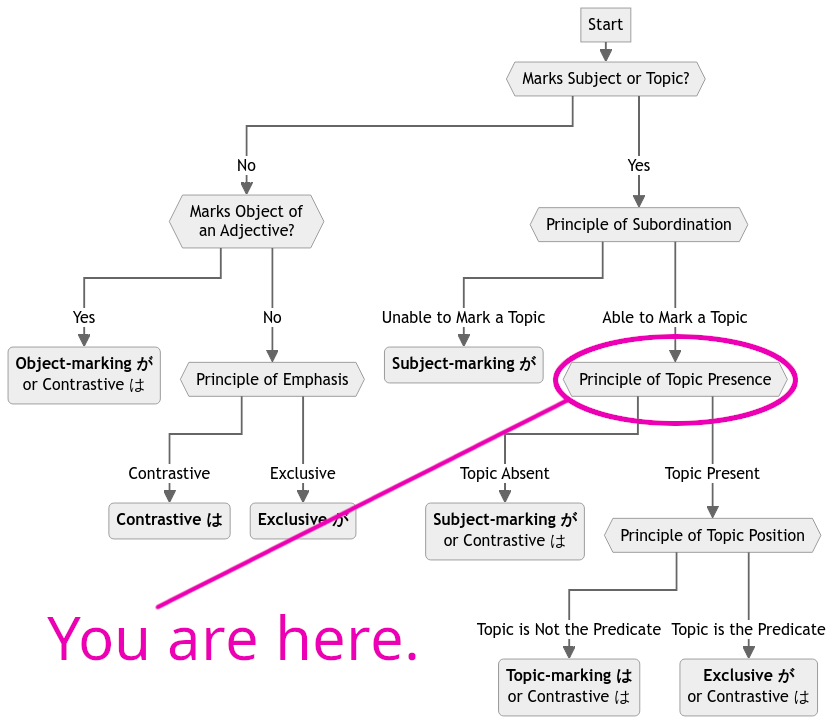 Start
Marks Subject or Topic?
No
Yes
Marks Object of
an Adjective?
Principle of Subordination
Yes
No
Unable to Mark a Topic
Able to Mark a Topic
Object-marking が
or Contrastive は
Principle of Emphasis
Subject-marking が
Principle of Topic Presence
Contrastive
Exclusive
Topic Absent
Topic Present
Contrastive は
Exclusive が
Subject-marking が
or Contrastive は
Principle of Topic Position
You are here.
Topic is Not the Predicate
Topic is the Predicate
Topic-marking は
or Contrastive は
Exclusive が
or Contrastive は